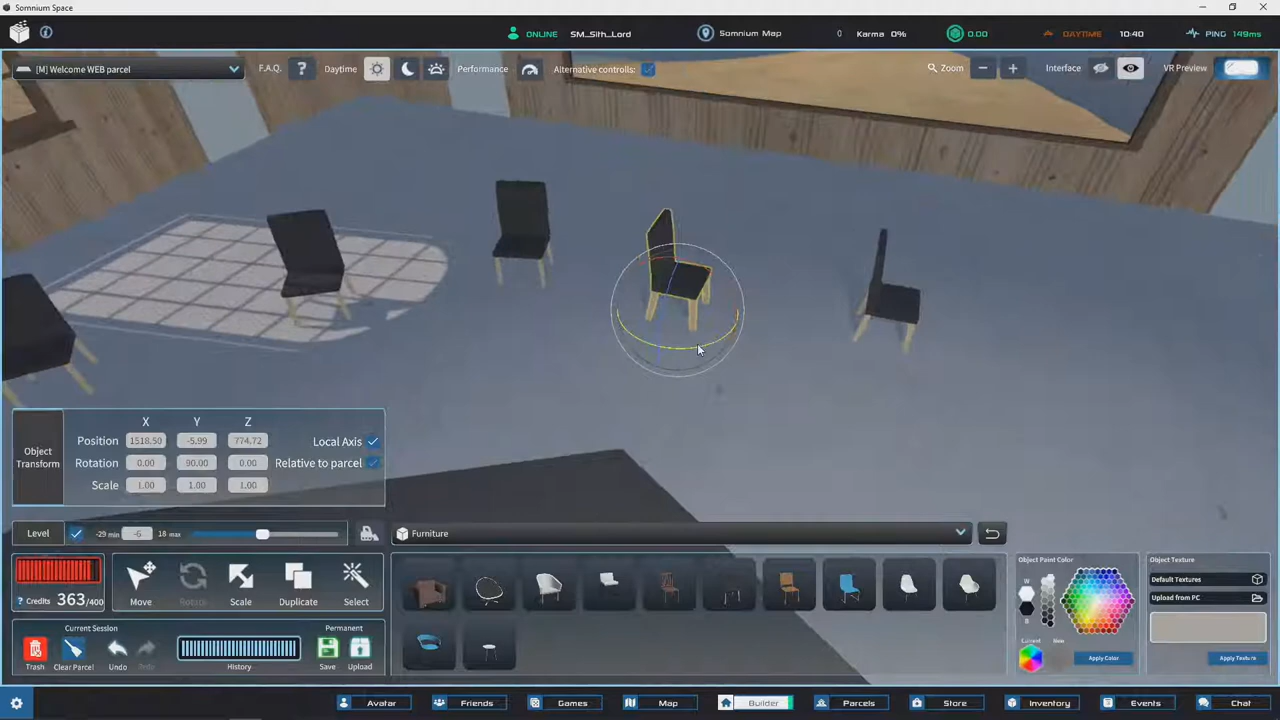 Somnium Space
ONLINE SM_Sith_Lord Somnium Map 0 Karma 0% 0.00 DAYTIME 10:40 PING 149ms
[M] Welcome WEB parcel F.A.Q. ? Daytime Performance Alternative controlls: Zoom Interface VR Preview
X Y Z
Position 1518.50 -5.99 774.72 Local Axis
Object Transform
Rotation 0.00 90.00 0.00 Relative to parcel
Scale 1.00 1.00 1.00
Level -29 min -6 18 max Furniture
Object Paint Color Object Texture
W Default Textures
? Credits 363/400 Move Rotate Scale Duplicate Select
Upload from PC
B
Current Session Permanent
Current New
Trash Clear Parcel Undo Redo History Save Upload
Apply Color Apply Texture
Avatar Friends Games Map Builder Parcels Store Inventory Events Chat